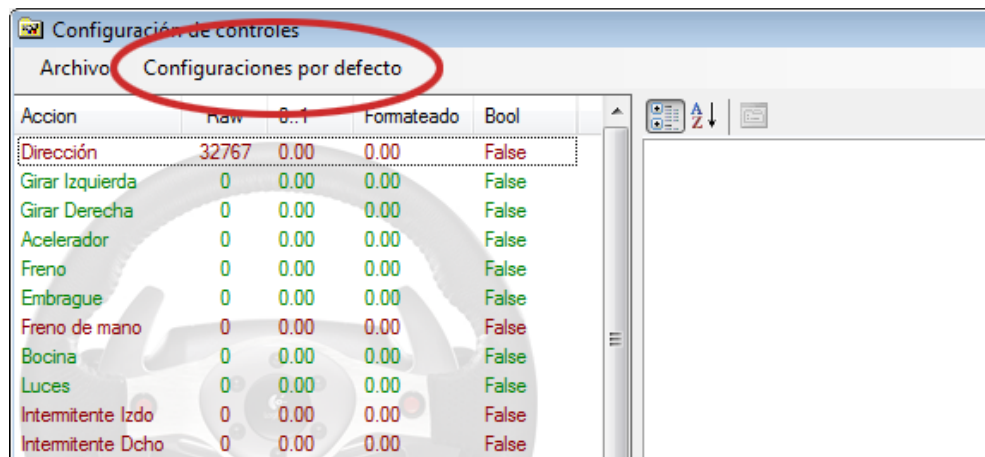 Configuración de controles
Archivo Configuraciones por defecto
Accion Raw 0..1 Formateado Bool
Dirección 32767 0.00 0.00 False
Girar Izquierda 0 0.00 0.00 False
Girar Derecha 0 0.00 0.00 False
Acelerador 0 0.00 0.00 False
Freno 0 0.00 0.00 False
Embrague 0 0.00 0.00 False
Freno de mano 0 0.00 0.00 False
Bocina 0 0.00 0.00 False
Luces 0 0.00 0.00 False
Intermitente Izdo 0 0.00 0.00 False
Intermitente Dcho 0 0.00 0.00 False